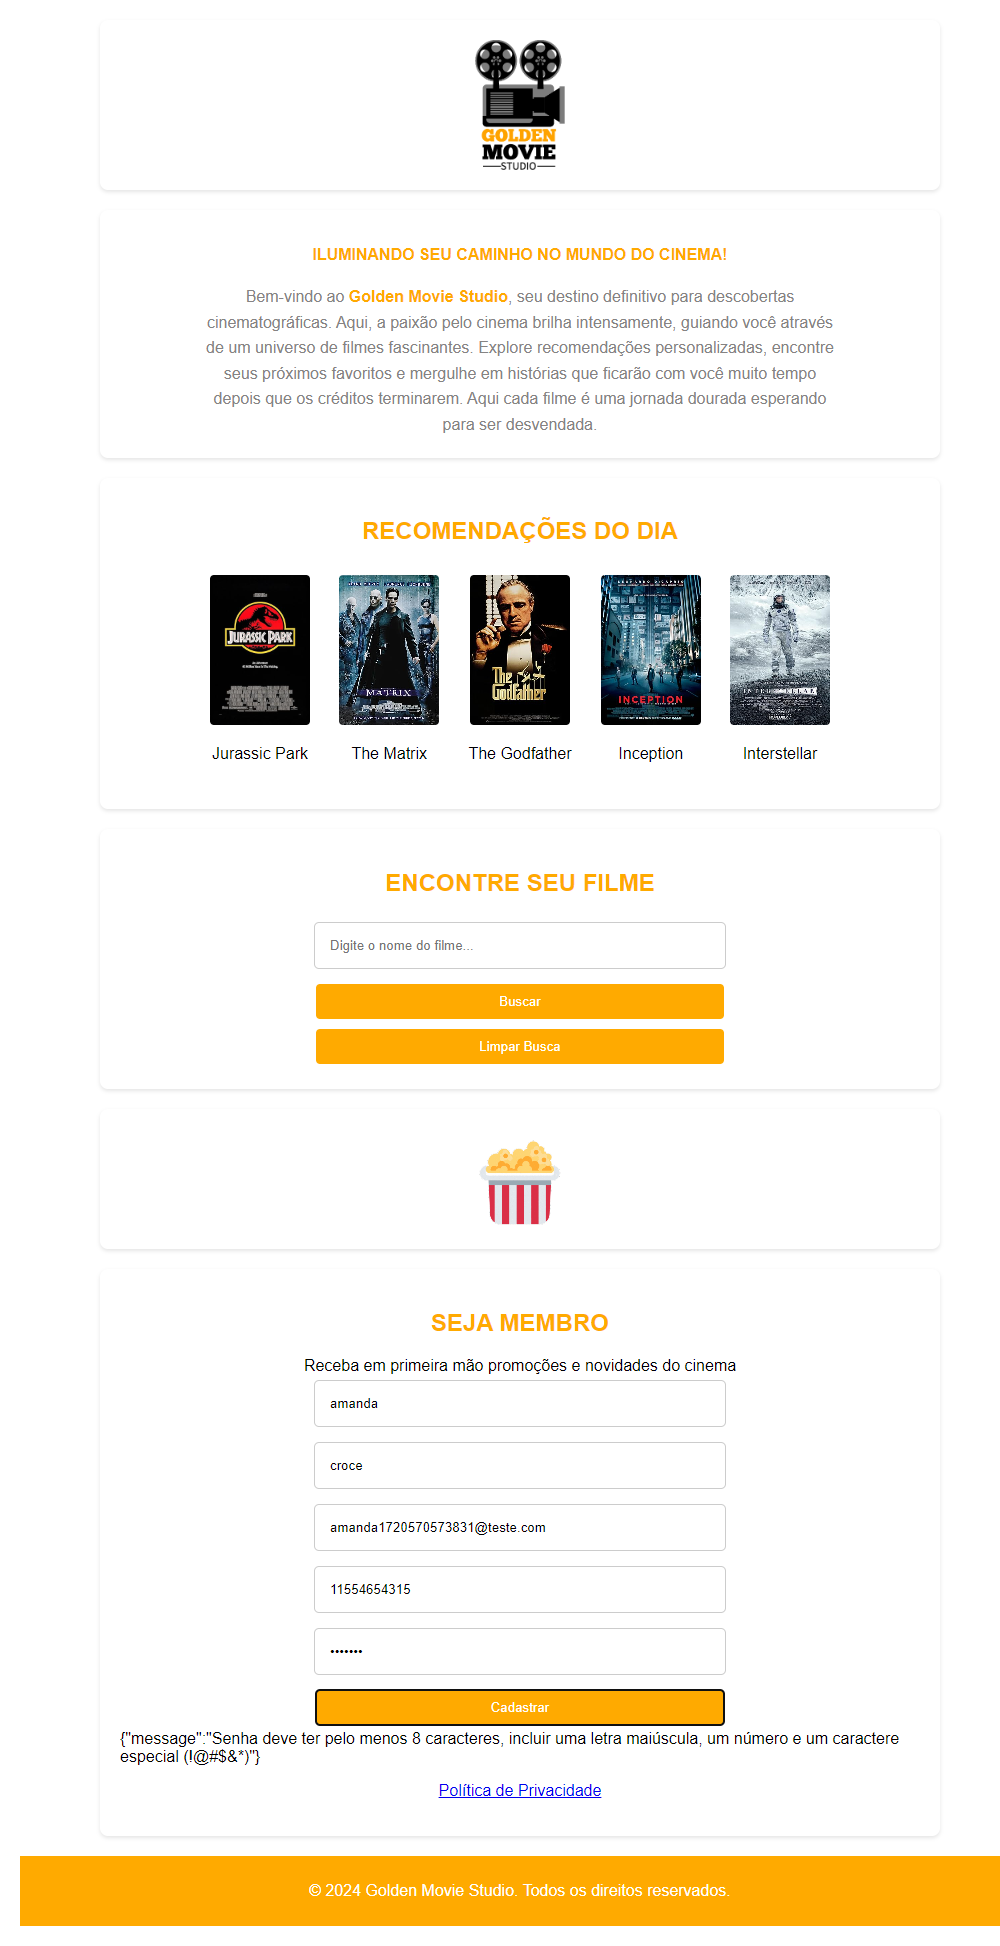 GOLDEN
MOVIE
STUDIO
ILUMINANDO SEU CAMINHO NO MUNDO DO CINEMA!
Bem-vindo ao Golden Movie Studio, seu destino definitivo para descobertas
cinematográficas. Aqui, a paixão pelo cinema brilha intensamente, guiando você através
de um universo de filmes fascinantes. Explore recomendações personalizadas, encontre
seus próximos favoritos e mergulhe em histórias que ficarão com você muito tempo
depois que os créditos terminarem. Aqui cada filme é uma jornada dourada esperando
para ser desvendada.
RECOMENDAÇÕES DO DIA
JURASSIC PARK
MATRIX
The Godfather
INCEPTION
INTERSTELLAR
Jurassic Park
The Matrix
The Godfather
Inception
Interstellar
ENCONTRE SEU FILME
Digite o nome do filme...
Buscar
Limpar Busca
SEJA MEMBRO
Receba em primeira mão promoções e novidades do cinema
amanda
croce
amanda1720570573831@teste.com
11554654315
•••••••
Cadastrar
{"message":"Senha deve ter pelo menos 8 caracteres, incluir uma letra maiúscula, um número e um caractere
especial (!@#$&*)"}
Política de Privacidade
© 2024 Golden Movie Studio. Todos os direitos reservados.